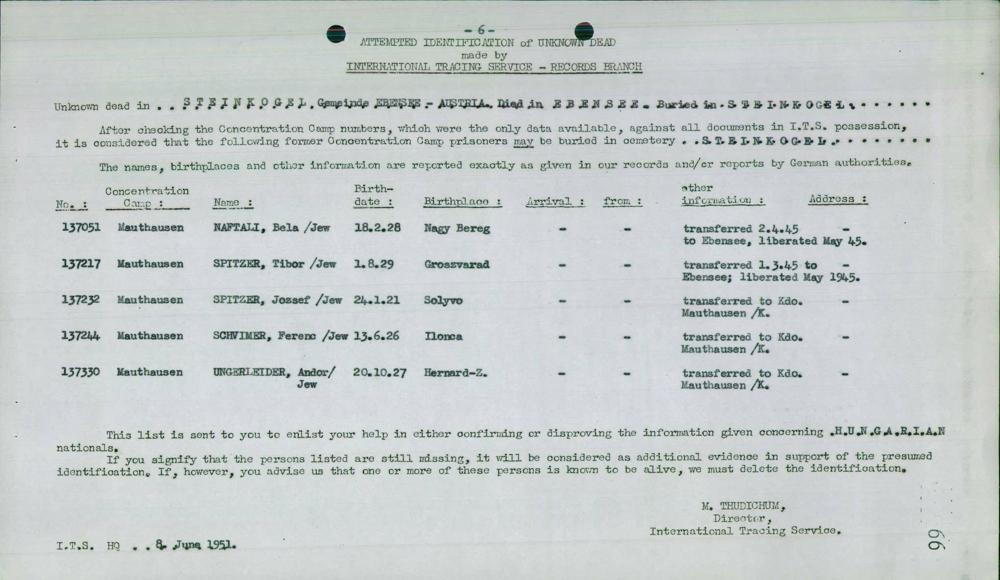 - 6 -
ATTEMPTED IDENTIFICATION of UNKNOWN DEAD
made by
INTERNATIONAL TRACING SERVICE - RECORDS BRANCH
Unknown dead in . . S T E I N K O G E L, Gemeinde EBENSEE - AUSTRIA. Died in E B E N S E E. Buried in - S T E I N K O G E L . . . . . .
After checking the Concentration Camp numbers, which were the only data available, against all documents in I.T.S. possession,
it is considered that the following former Concentration Camp prisoners may be buried in cemetery . . S.T.E.I.N.K.O.G.E.L. . . . . . . . .
The names, birthplaces and other information are reported exactly as given in our records and/or reports by German authorities.
No. : Concentration Camp : Name : Birth-date : Birthplace : Arrival : from : other information : Address :
137051 Mauthausen NAFTALI, Bela /Jew 18.2.28 Nagy Bereg - - transferred 2.4.45 -
to Ebensee, liberated May 45.
137217 Mauthausen SPITZER, Tibor /Jew 1.8.29 Grossvarad - - transferred 1.3.45 to -
Ebensee; liberated May 1945.
137232 Mauthausen SPITZER, Jozsef /Jew 24.1.21 Solyvo - - transferred to Kdo. -
Mauthausen /K.
137244 Mauthausen SCHVIMER, Ferenc /Jew 13.6.26 Ilonca - - transferred to Kdo. -
Mauthausen /K.
137330 Mauthausen UNGERLEIDER, Andor/ 20.10.27 Hernard-Z. - - transferred to Kdo. -
Jew Mauthausen /K.
This list is sent to you to enlist your help in either confirming or disproving the information given concerning .H.U.N.G.A.R.I.A.N
nationals.
If you signify that the persons listed are still missing, it will be considered as additional evidence in support of the presumed
identification. If, however, you advise us that one or more of these persons is known to be alive, we must delete the identification.
M. THUDICHUM,
Director,
International Tracing Service.
I.T.S. HQ . . 8. June 1951.
66